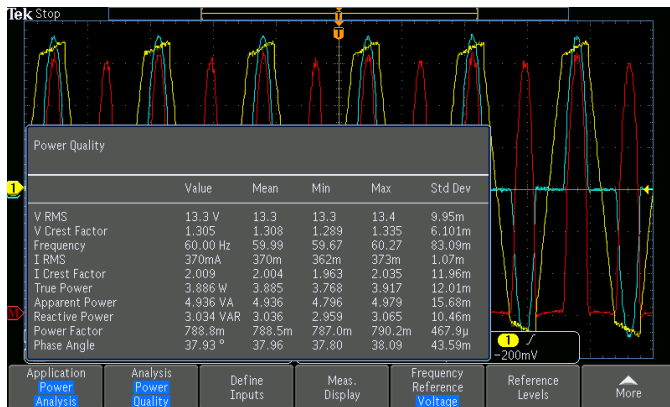 Tek Stop
Power Quality
Value Mean Min Max Std Dev
V RMS 13.3 V 13.3 13.3 13.4 9.95m
V Crest Factor 1.305 1.308 1.289 1.335 6.101m
Frequency 60.00 Hz 59.99 59.67 60.27 83.09m
I RMS 370mA 370m 362m 373m 1.07m
I Crest Factor 2.009 2.004 1.963 2.035 11.96m
True Power 3.886 W 3.885 3.768 3.917 12.01m
Apparent Power 4.936 VA 4.936 4.796 4.979 15.68m
Reactive Power 3.034 VAR 3.036 2.959 3.065 10.46m
Power Factor 788.8m 788.5m 787.0m 790.2m 467.9µ
Phase Angle 37.93 ° 37.96 37.80 38.09 43.59m
1
M
T
1
-200mV
Application Power Analysis
Analysis Power Quality
Define Inputs
Meas. Display
Frequency Reference Voltage
Reference Levels
More